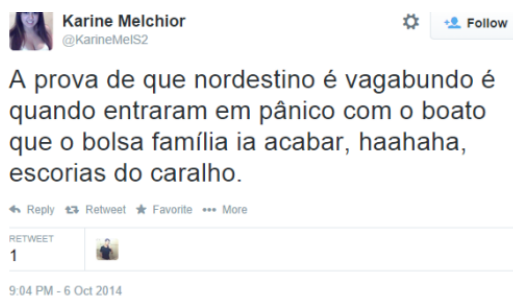 Karine Melchior
@KarineMelS2
Follow
A prova de que nordestino é vagabundo é
quando entraram em pânico com o boato
que o bolsa família ia acabar, haahaha,
escorias do caralho.
Reply Retweet Favorite More
RETWEET
1
9:04 PM - 6 Oct 2014